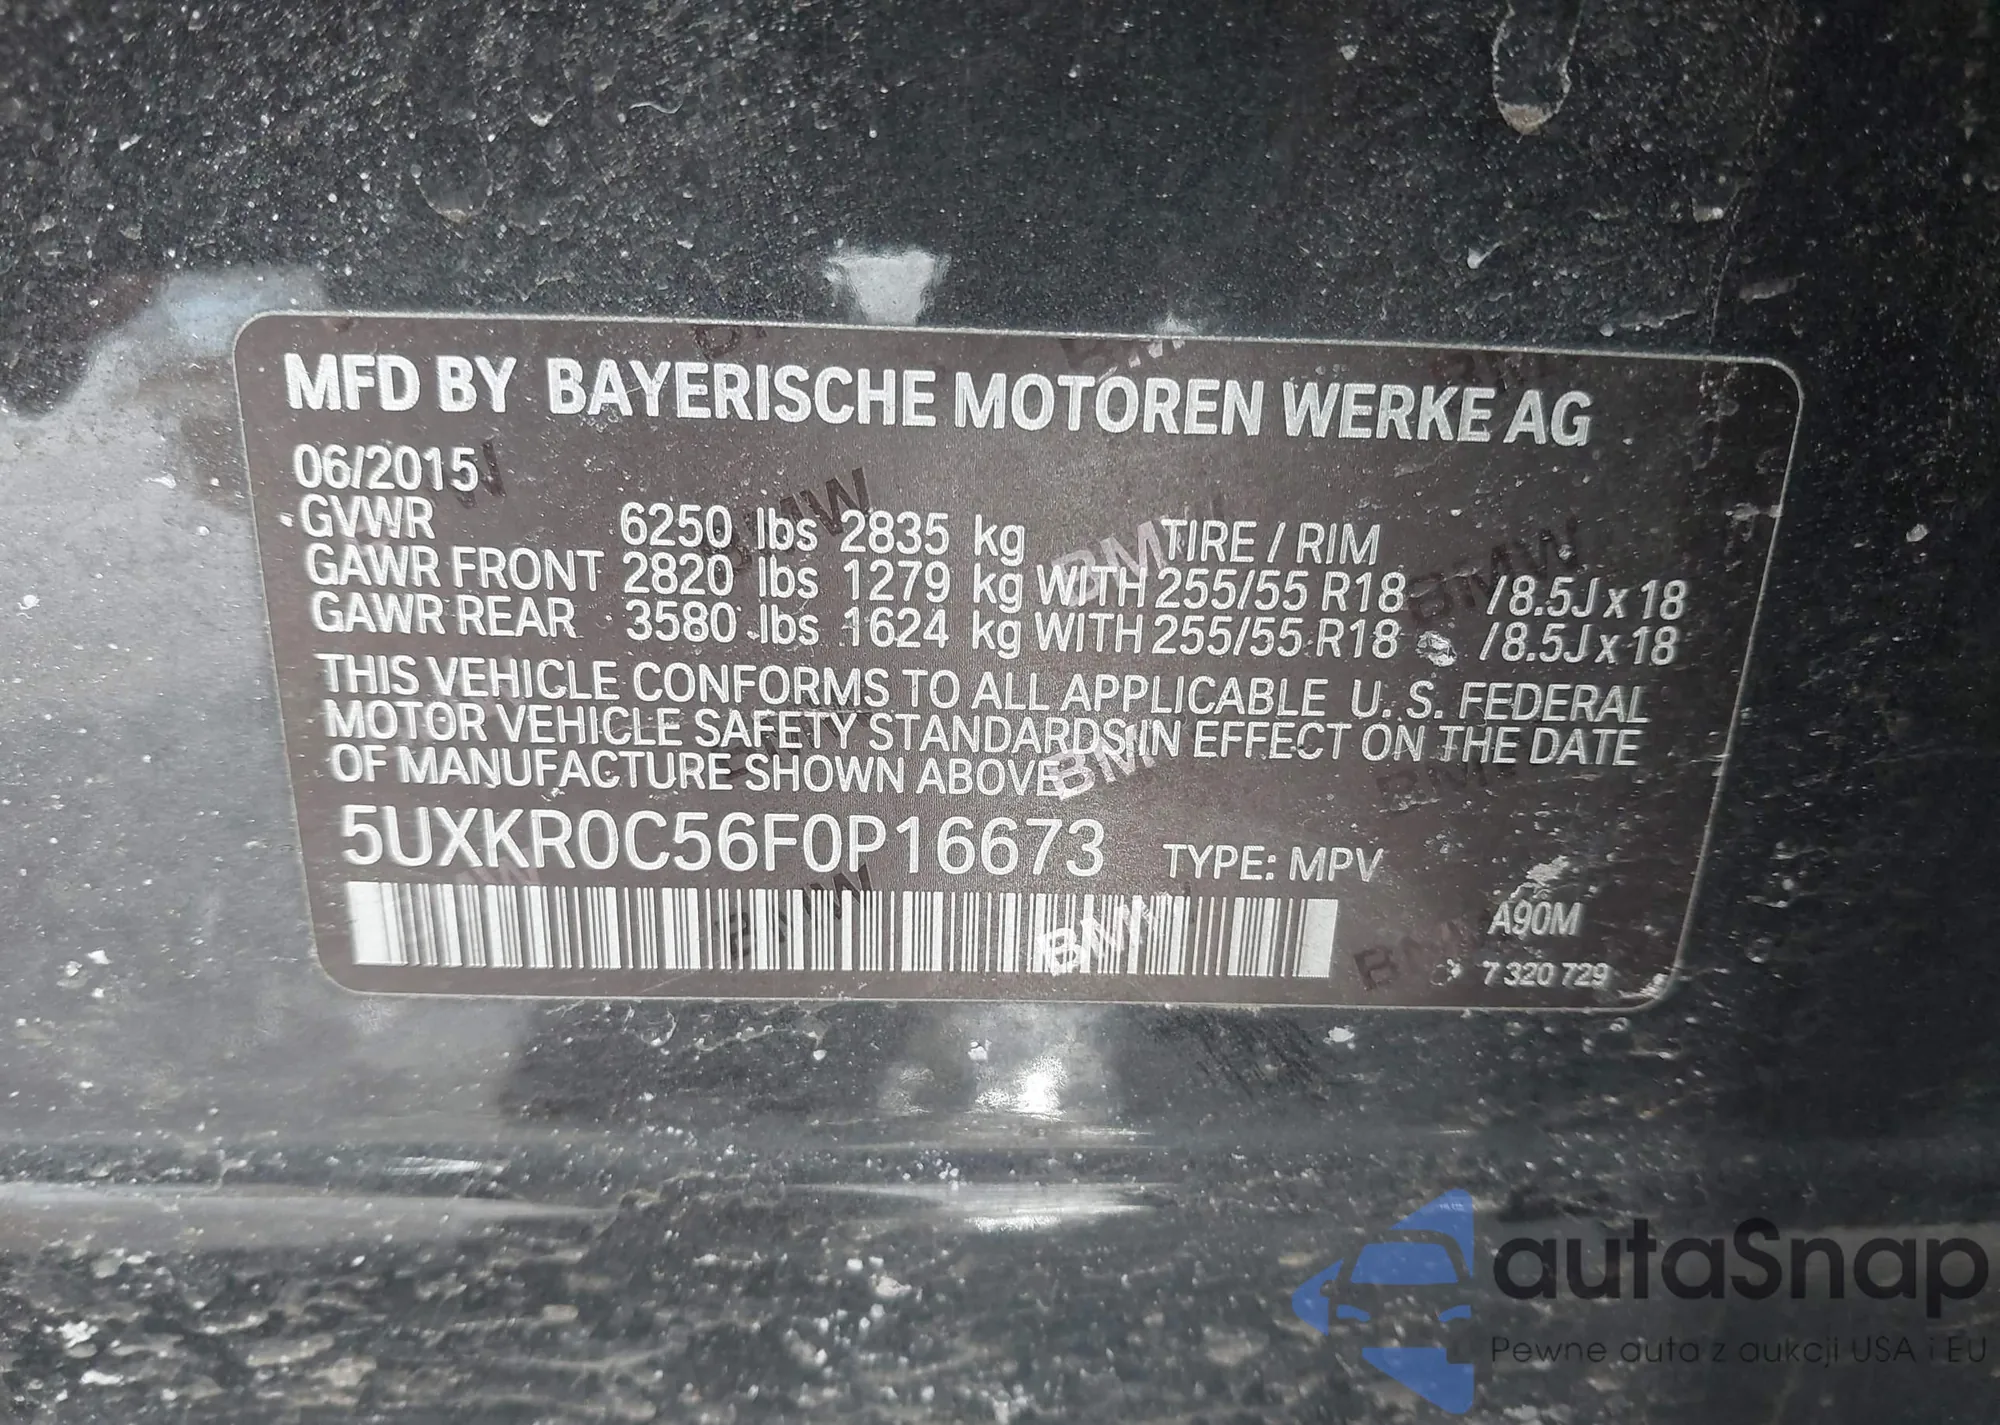 MFD BY BAYERISCHE MOTOREN WERKE AG
06/2015
GVWR 6250 lbs 2835 kg TIRE / RIM
GAWR FRONT 2820 lbs 1279 kg WITH 255/55 R18 /8.5J x 18
GAWR REAR 3580 lbs 1624 kg WITH 255/55 R18 /8.5J x 18
THIS VEHICLE CONFORMS TO ALL APPLICABLE U. S. FEDERAL
MOTOR VEHICLE SAFETY STANDARDS IN EFFECT ON THE DATE
OF MANUFACTURE SHOWN ABOVE.
5UXKR0C56F0P16673 TYPE: MPV
A90M
7 320 729
autaSnap
Pewne auta z aukcji USA i EU